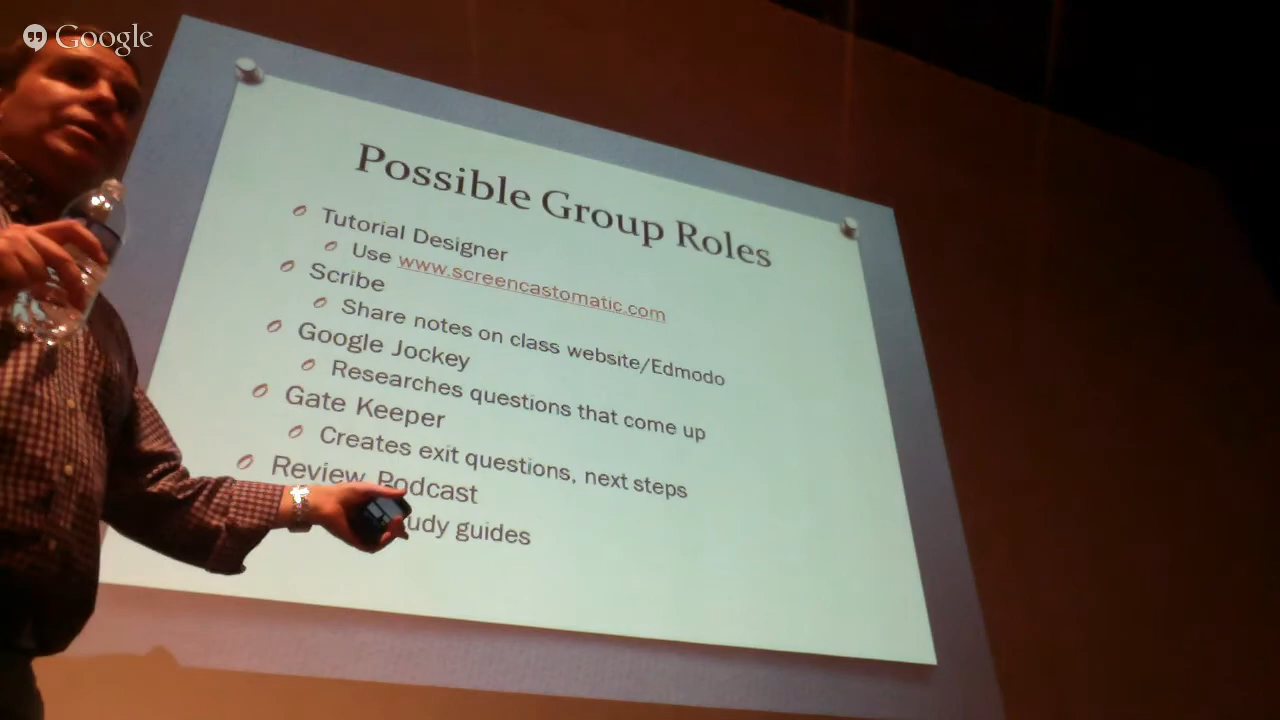 Google
Possible Group Roles
Tutorial Designer
Use www.screencastomatic.com
Scribe
Share notes on class website/Edmodo
Google Jockey
Researches questions that come up
Gate Keeper
Creates exit questions, next steps
Review Podcast
guides